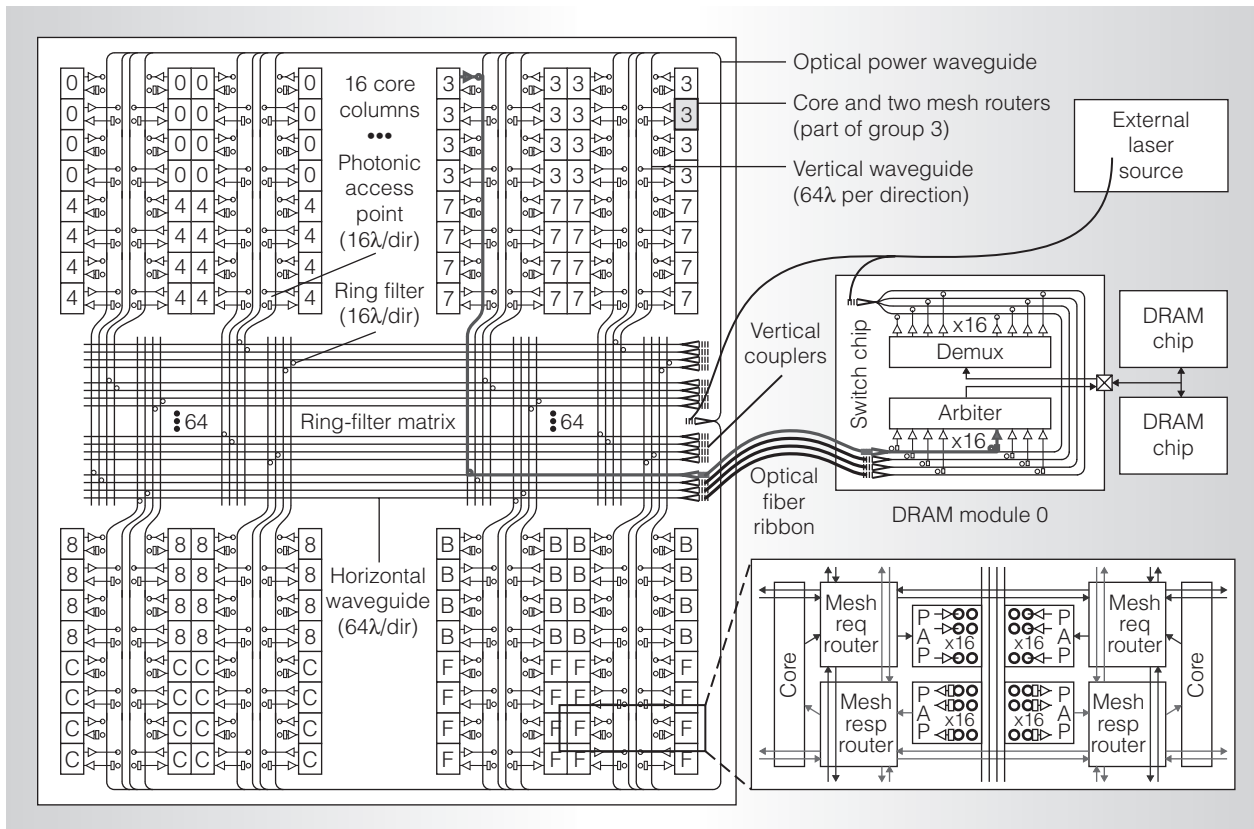 0 0 0 0 3 3 3 3
0 0 0 0 3 3 3 3
0 0 0 0 3 3 3 3
0 0 0 0 3 3 3 3
4 4 4 4 7 7 7 7
4 4 4 4 7 7 7 7
4 4 4 4 7 7 7 7
4 4 4 4 7 7 7 7
16 core
columns
•••
Photonic
access
point
(16λ/dir)
Ring filter
(16λ/dir)
Optical power waveguide
Core and two mesh routers
(part of group 3)
Vertical waveguide
(64λ per direction)
External
laser
source
Vertical
couplers
64
Ring-filter matrix
64
Switch chip
x16
Demux
Arbiter
x16
DRAM
chip
DRAM
chip
Optical
fiber
ribbon
DRAM module 0
8 8 8 8 B B B B
8 8 8 8 B B B B
8 8 8 8 B B B B
8 8 8 8 B B B B
C C C C F F F F
C C C C F F F F
C C C C F F F F
C C C C F F F F
Horizontal
waveguide
(64λ/dir)
Core
Mesh
req
router
PAP
x16
x16
PAP
Mesh
req
router
Core
Mesh
resp
router
PAP
x16
x16
PAP
Mesh
resp
router